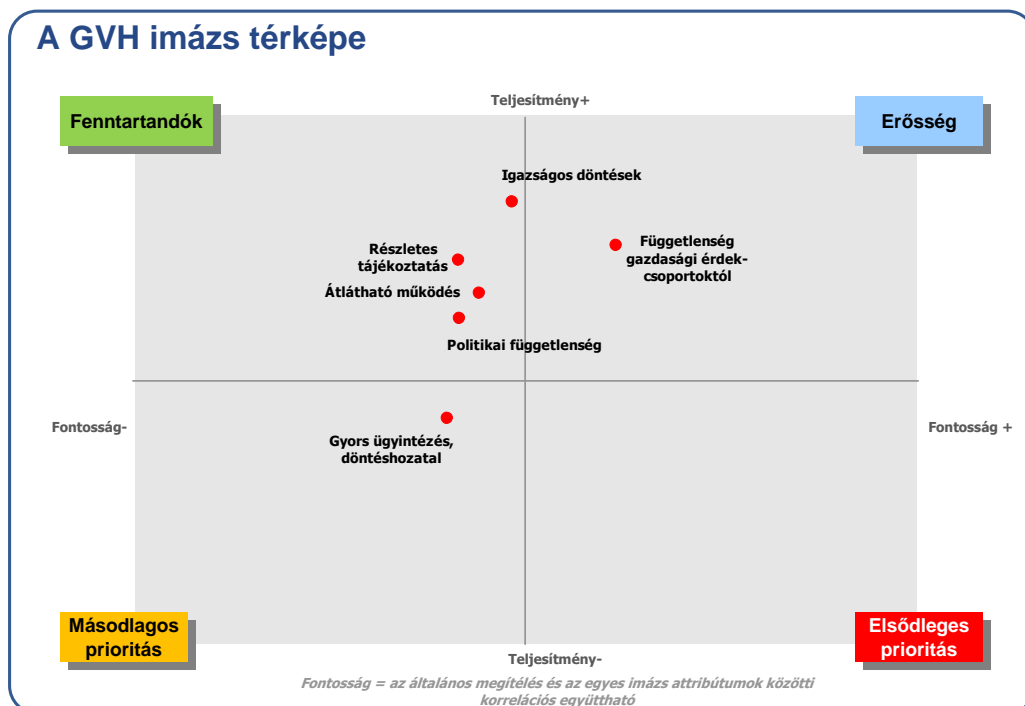 A GVH imázs térképe
Teljesítmény+
Fenntartandók
Erősség
Igazságos döntések
Részletes
tájékoztatás
Függetlenség
gazdasági érdek-
csoportoktól
Átlátható működés
Politikai függetlenség
Fontosság-
Fontosság +
Gyors ügyintézés,
döntéshozatal
Másodlagos
prioritás
Elsődleges
prioritás
Teljesítmény-
Fontosság = az általános megítélés és az egyes imázs attribútumok közötti
korrelációs együttható